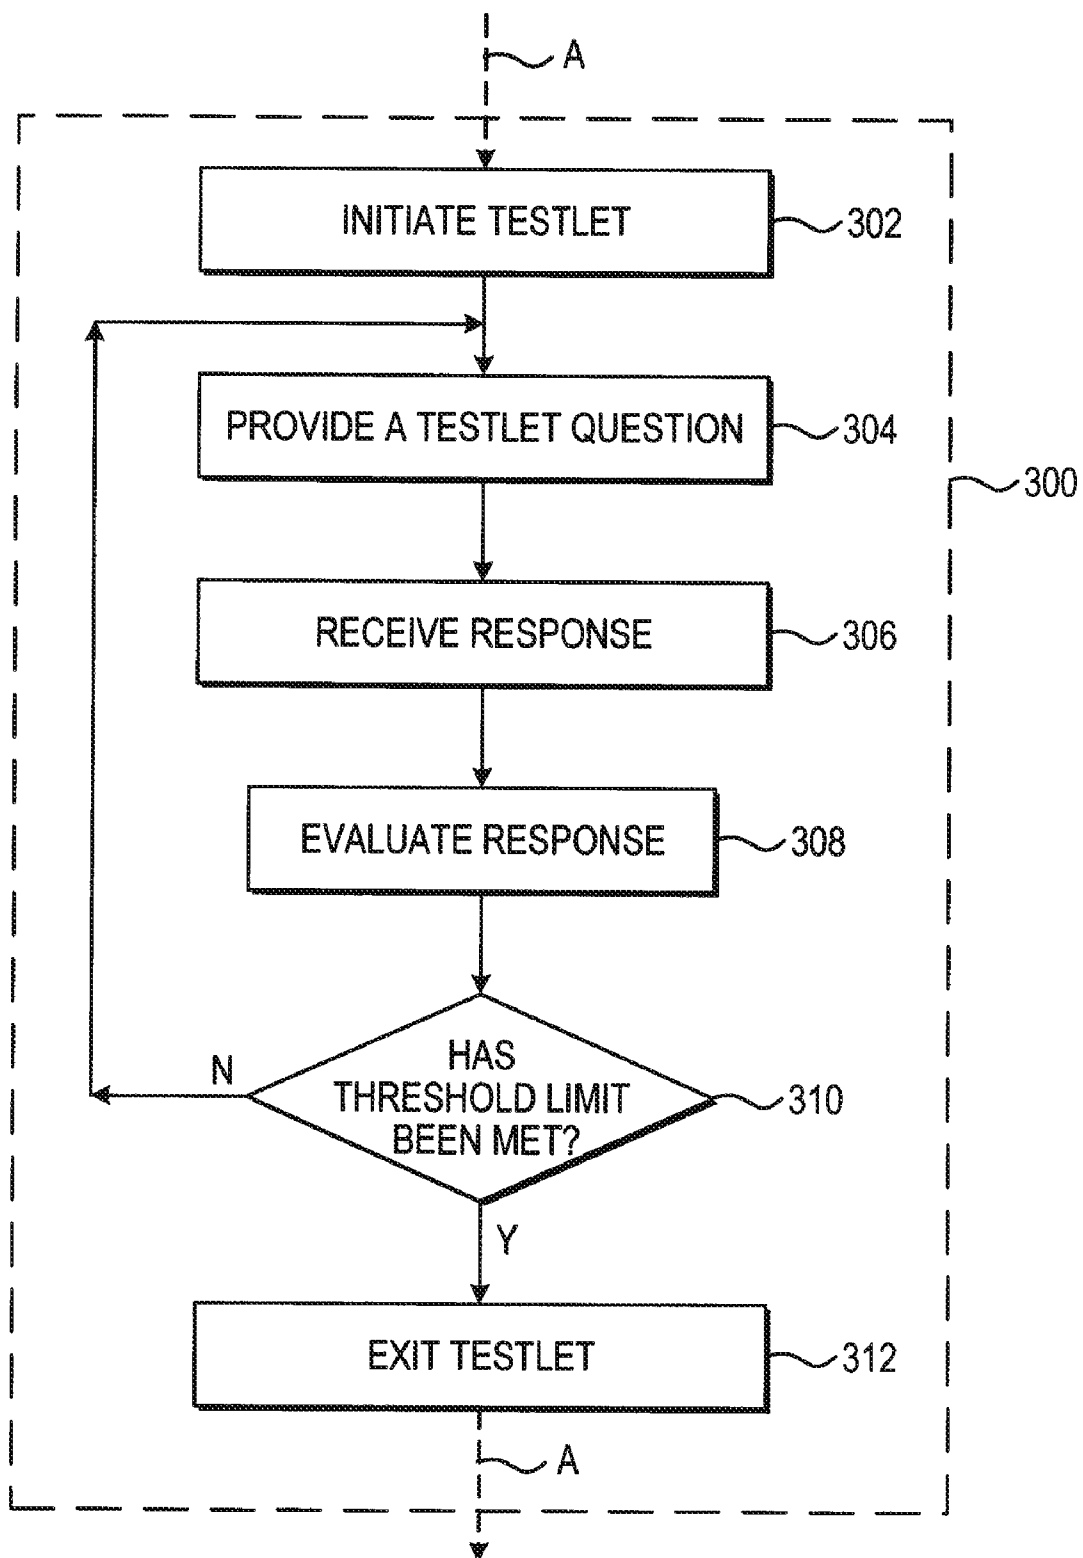 A
INITIATE TESTLET
302
PROVIDE A TESTLET QUESTION
304
300
RECEIVE RESPONSE
306
EVALUATE RESPONSE
308
N
HAS
THRESHOLD LIMIT
BEEN MET?
310
Y
EXIT TESTLET
312
A